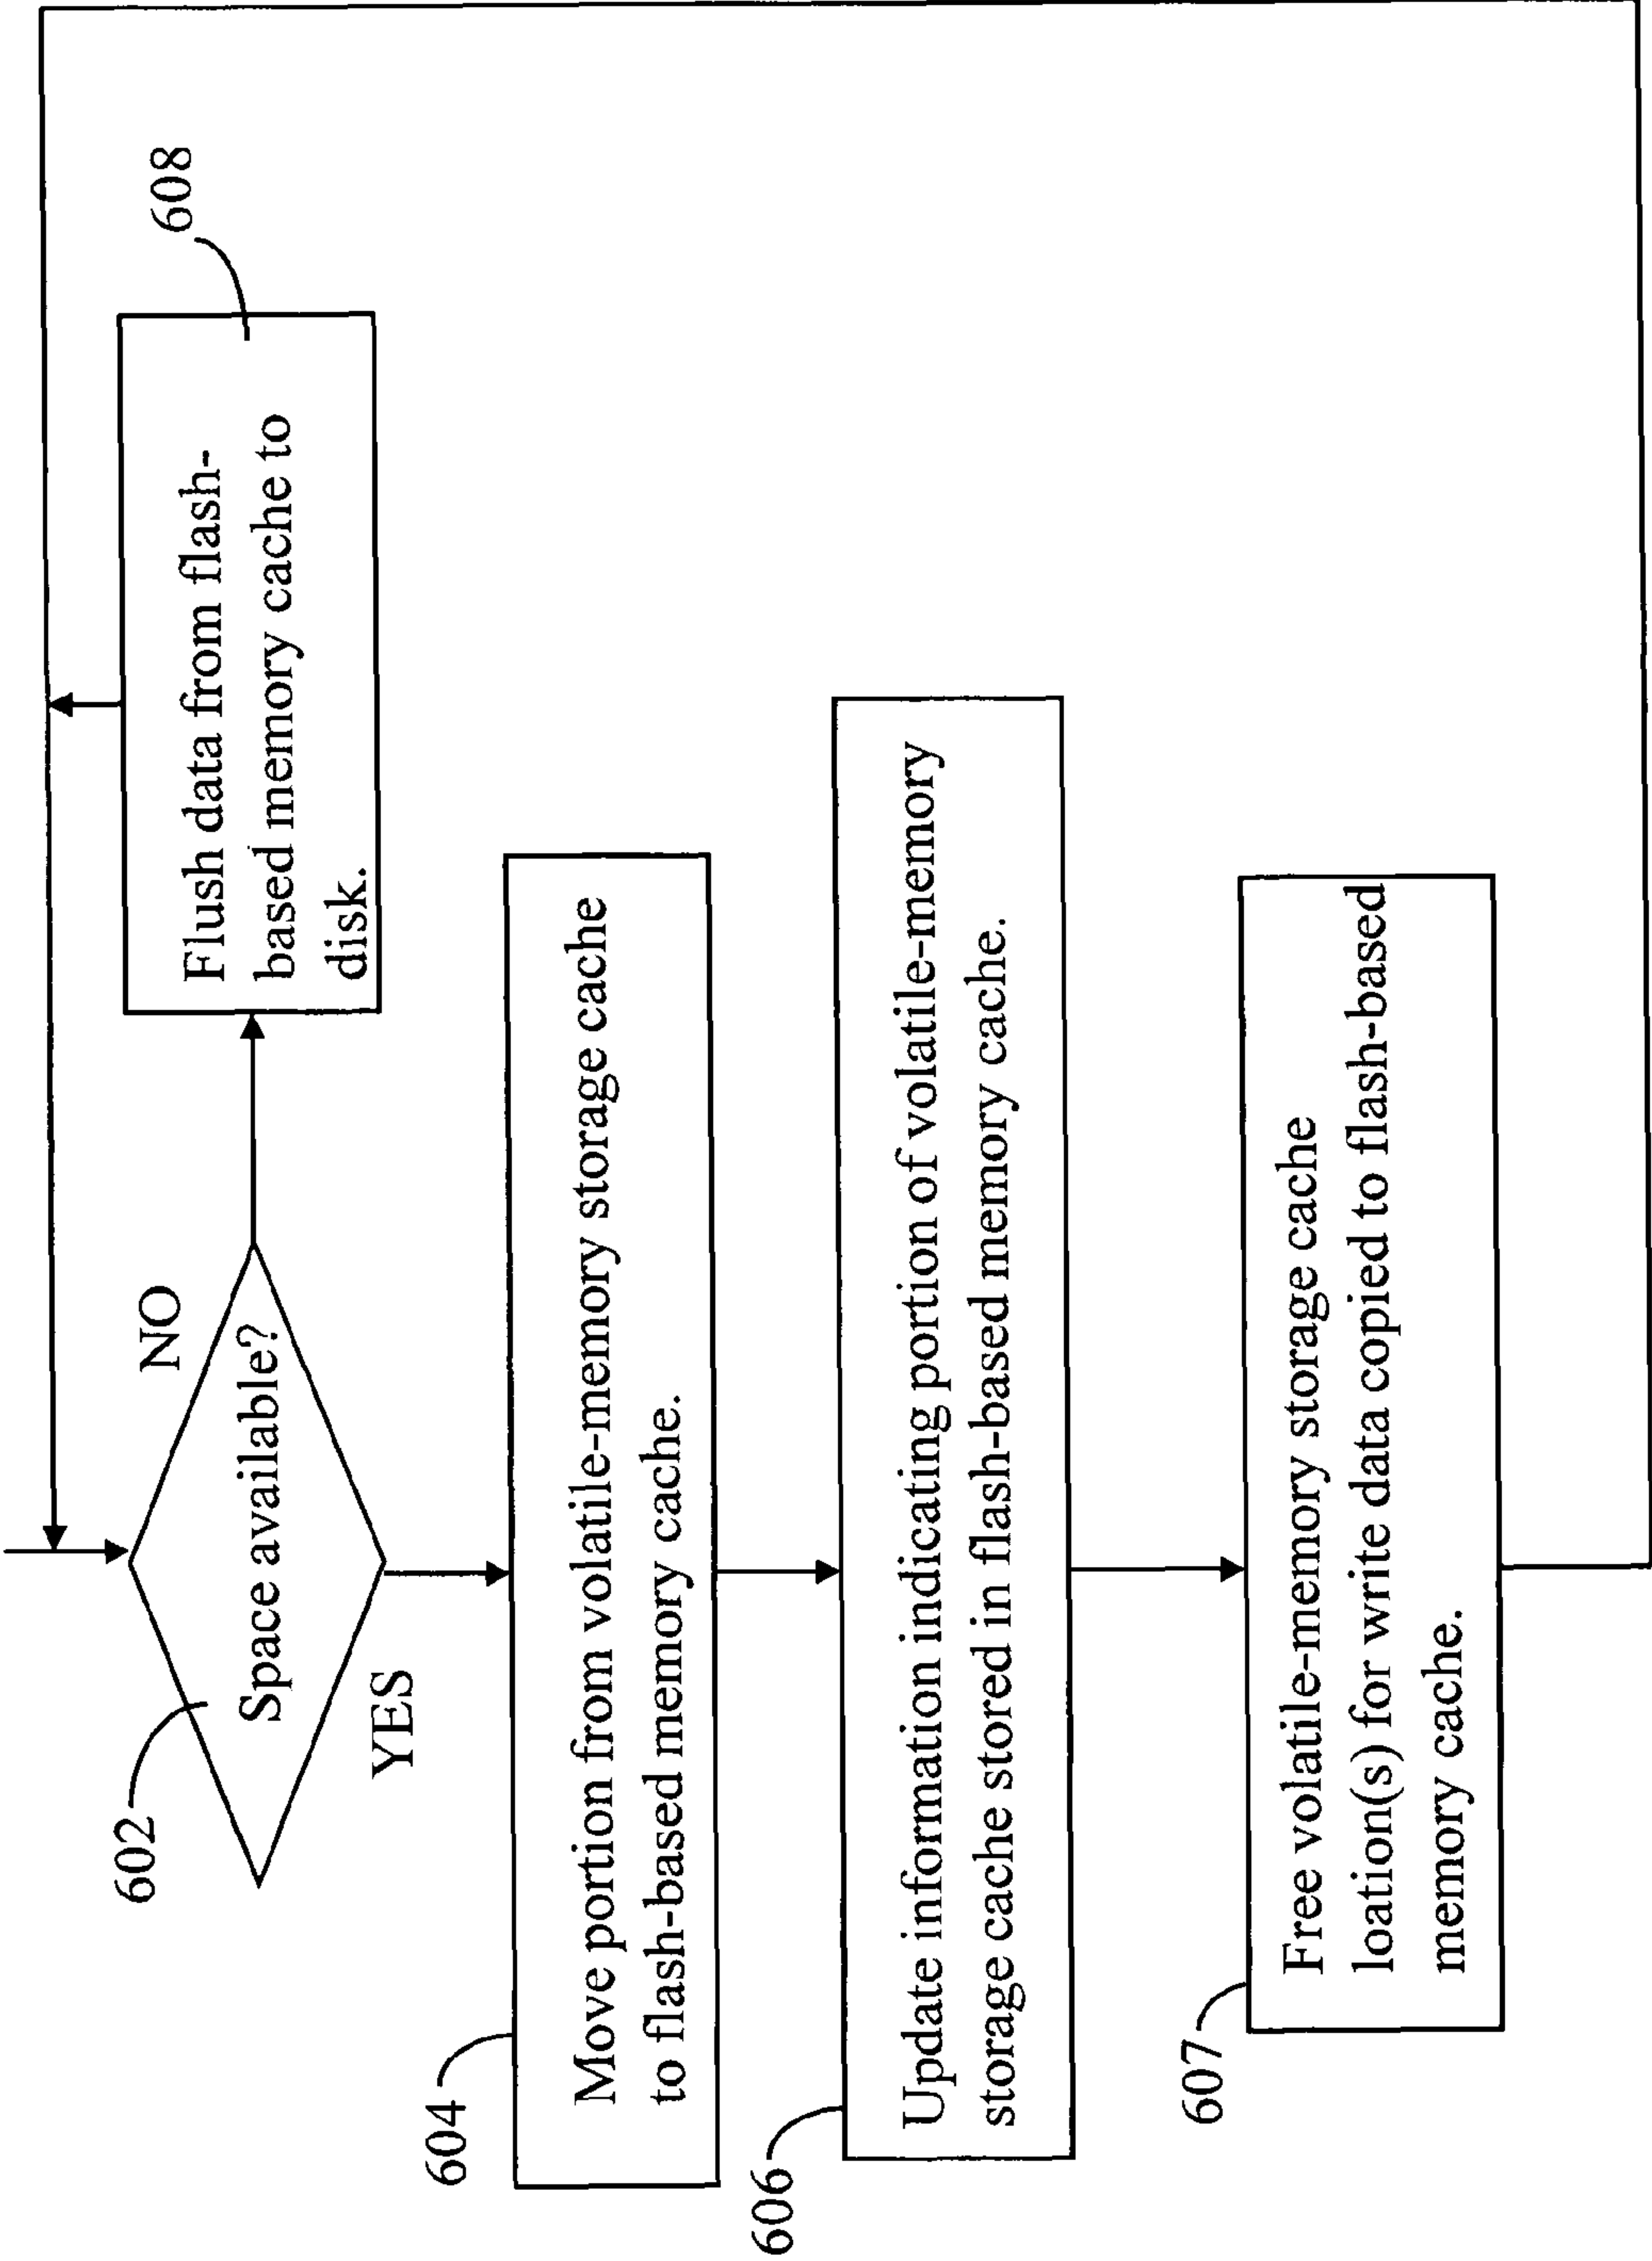 602
Space available?
NO
YES
608
Flush data from flash-
based memory cache to
disk.
604
Move portion from volatile-memory storage cache
to flash-based memory cache.
606
Update information indicating portion of volatile-memory
storage cache stored in flash-based memory cache.
607
Free volatile-memory storage cache
loation(s) for write data copied to flash-based
memory cache.